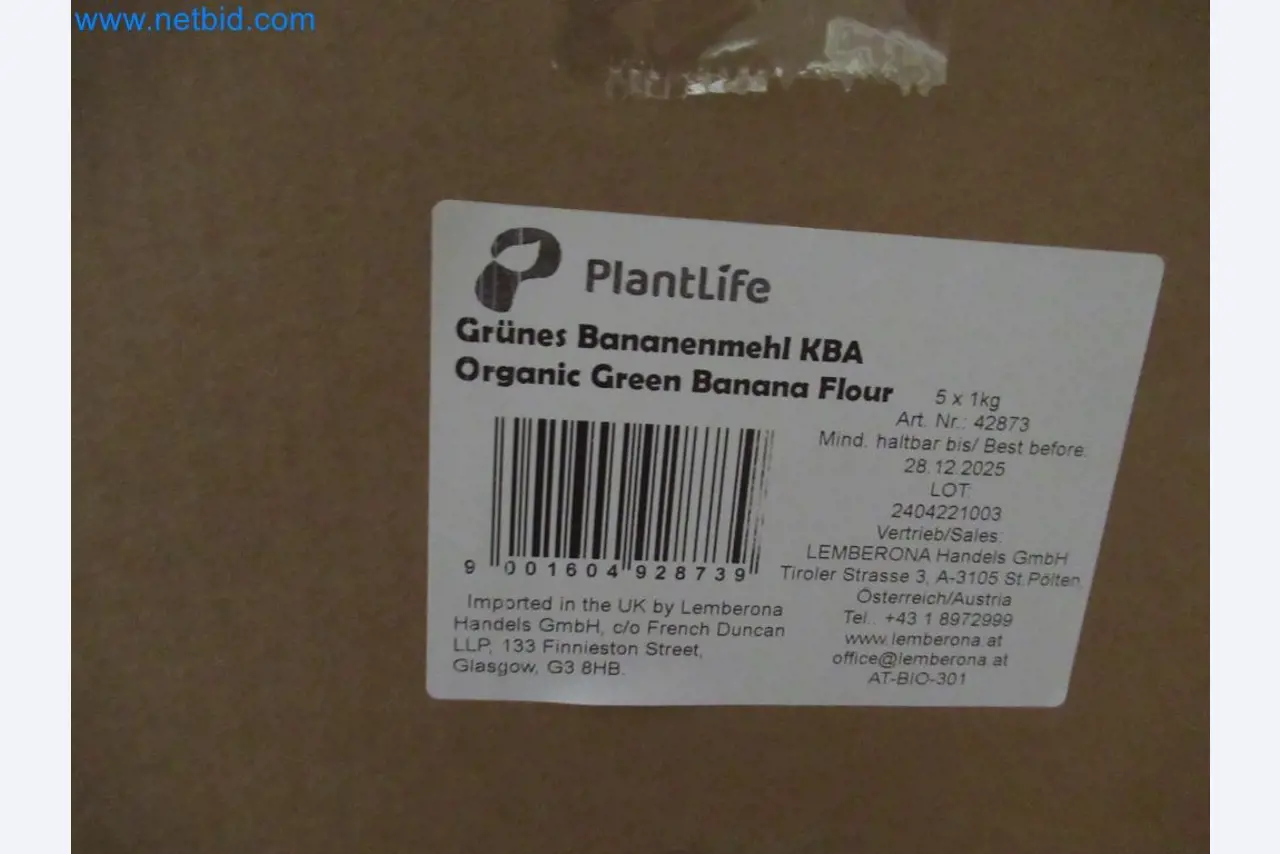 www.netbid.com
PlantLife
Grünes Bananenmehl KBA
Organic Green Banana Flour
5 x 1kg
Art. Nr.: 42873
Mind. haltbar bis/ Best before:
28.12.2025
LOT:
2404221003
Vertrieb/Sales:
LEMBERONA Handels GmbH
Tiroler Strasse 3, A-3105 St.Pölten,
Österreich/Austria
Tel.: +43 1 8972999
www.lemberona.at
office@lemberona.at
AT-BIO-301
9 001604 928739
Imported in the UK by Lemberona
Handels GmbH, c/o French Duncan
LLP, 133 Finnieston Street,
Glasgow, G3 8HB.